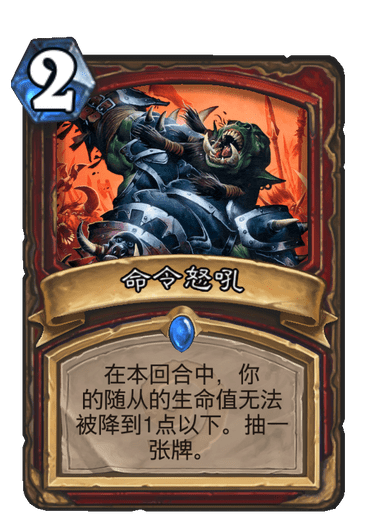 2
命令怒吼
在本回合中，你
的随从的生命值无法
被降到1点以下。抽一
张牌。